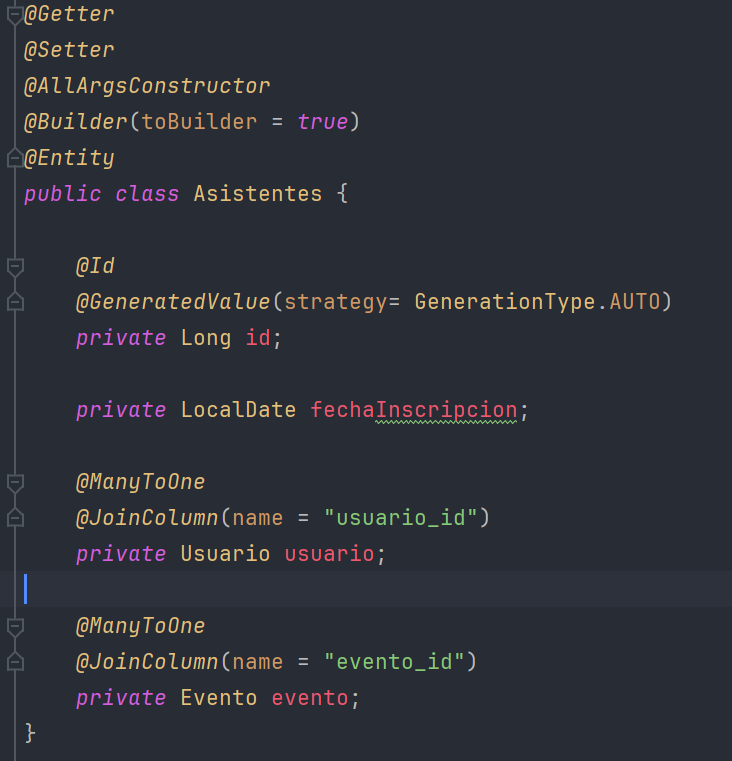 @Getter
@Setter
@AllArgsConstructor
@Builder(toBuilder = true)
@Entity
public class Asistentes {
@Id
@GeneratedValue(strategy= GenerationType.AUTO)
private Long id;
private LocalDate fechaInscripcion;
@ManyToOne
@JoinColumn(name = "usuario_id")
private Usuario usuario;
@ManyToOne
@JoinColumn(name = "evento_id")
private Evento evento;
}